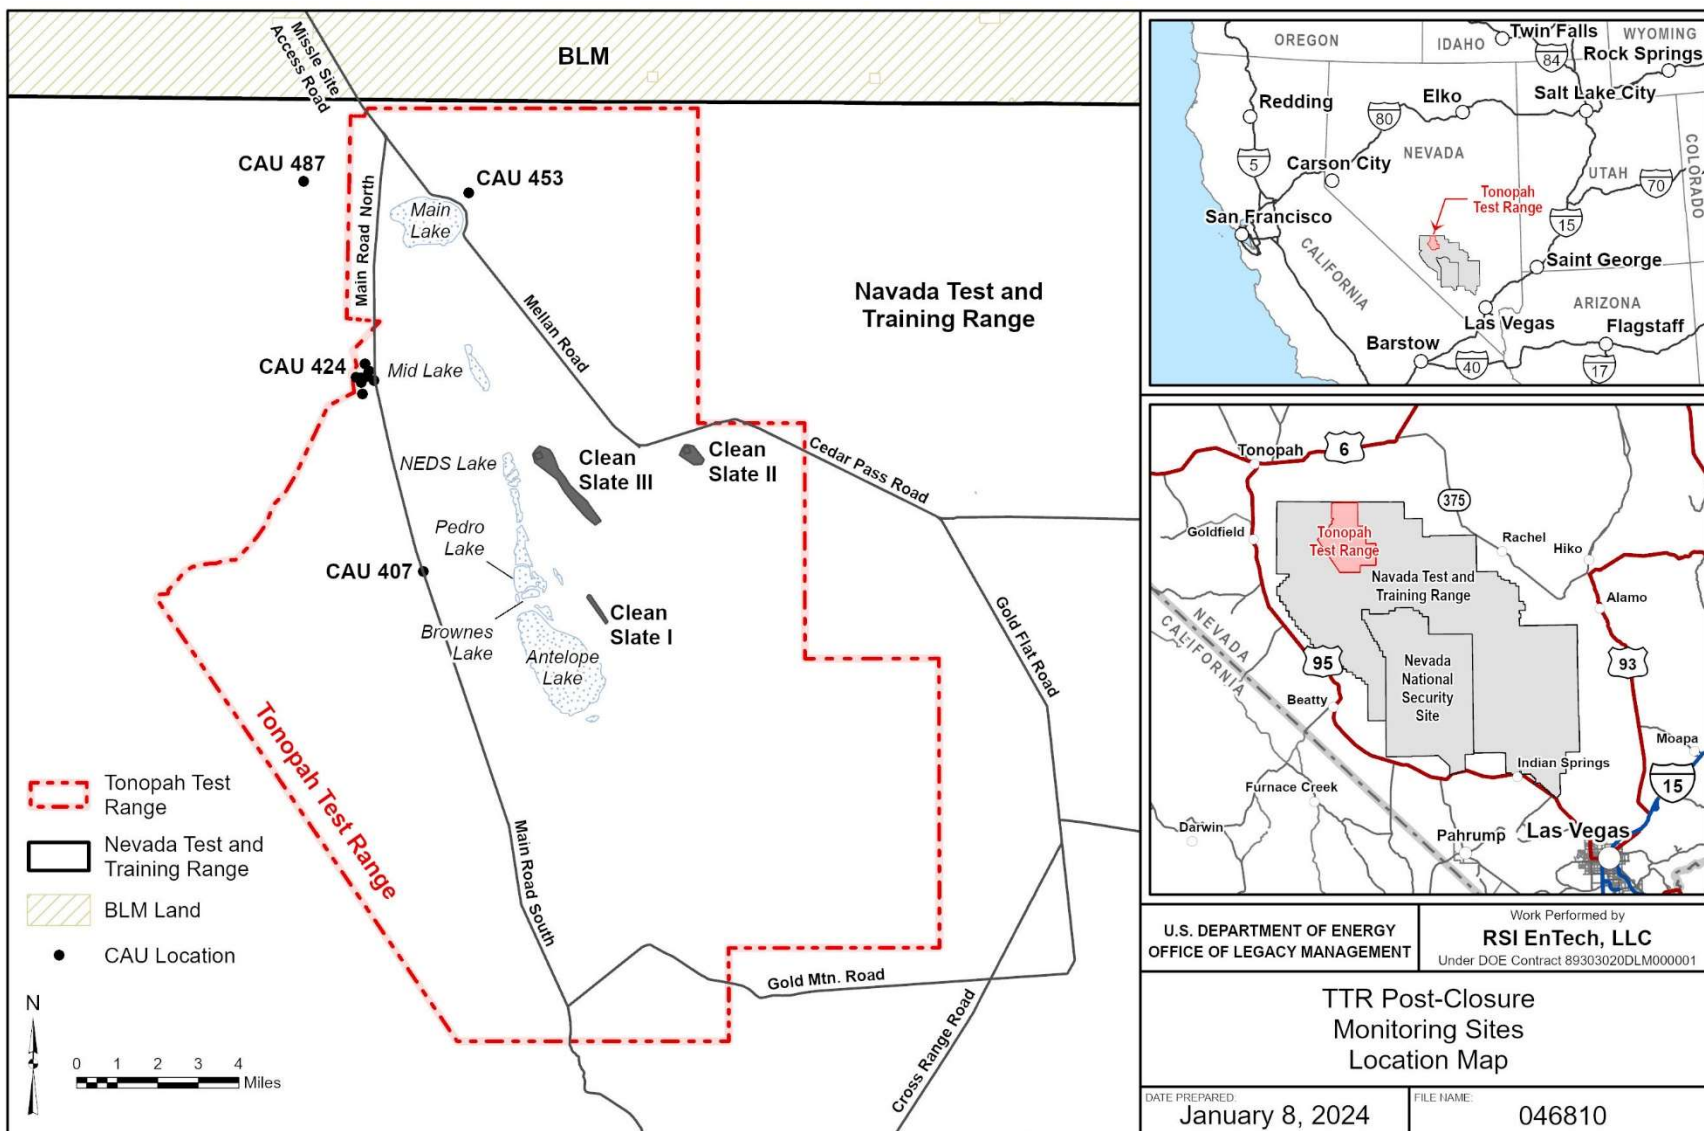 BLM
Missle Site
Access Road
CAU 487
CAU 453
Main
Lake
Main Road North
Mellan Road
Navada Test and
Training Range
CAU 424
Mid Lake
NEDS Lake
Clean
Slate III
Clean
Slate II
Cedar Pass Road
Pedro
Lake
CAU 407
Brownes
Lake
Clean
Slate I
Antelope
Lake
Gold Flat Road
Tonopah Test Range
Main Road South
Gold Mtn. Road
Cross Range Road
Tonopah Test
Range
Nevada Test and
Training Range
BLM Land
CAU Location
N
0 1 2 3 4
Miles
OREGON
IDAHO
Twin Falls
WYOMING
84
Rock Springs
Redding
Elko
Salt Lake City
80
5
Carson City
NEVADA
UTAH
70
COLORADO
Tonopah
Test Range
San Francisco
15
CALIFORNIA
Saint George
ARIZONA
Las Vegas
Flagstaff
Barstow
40
17
Tonopah
6
375
Goldfield
Tonopah
Test Range
Rachel
Hiko
Navada Test and
Training Range
Alamo
NEVADA
CALIFORNIA
95
93
Nevada
National
Security
Site
Beatty
Moapa
Indian Springs
15
Furnace Creek
Darwin
Pahrump
Las Vegas
U.S. DEPARTMENT OF ENERGY
OFFICE OF LEGACY MANAGEMENT
Work Performed by
RSI EnTech, LLC
Under DOE Contract 89303020DLM000001
TTR Post-Closure
Monitoring Sites
Location Map
DATE PREPARED:
January 8, 2024
FILE NAME:
046810